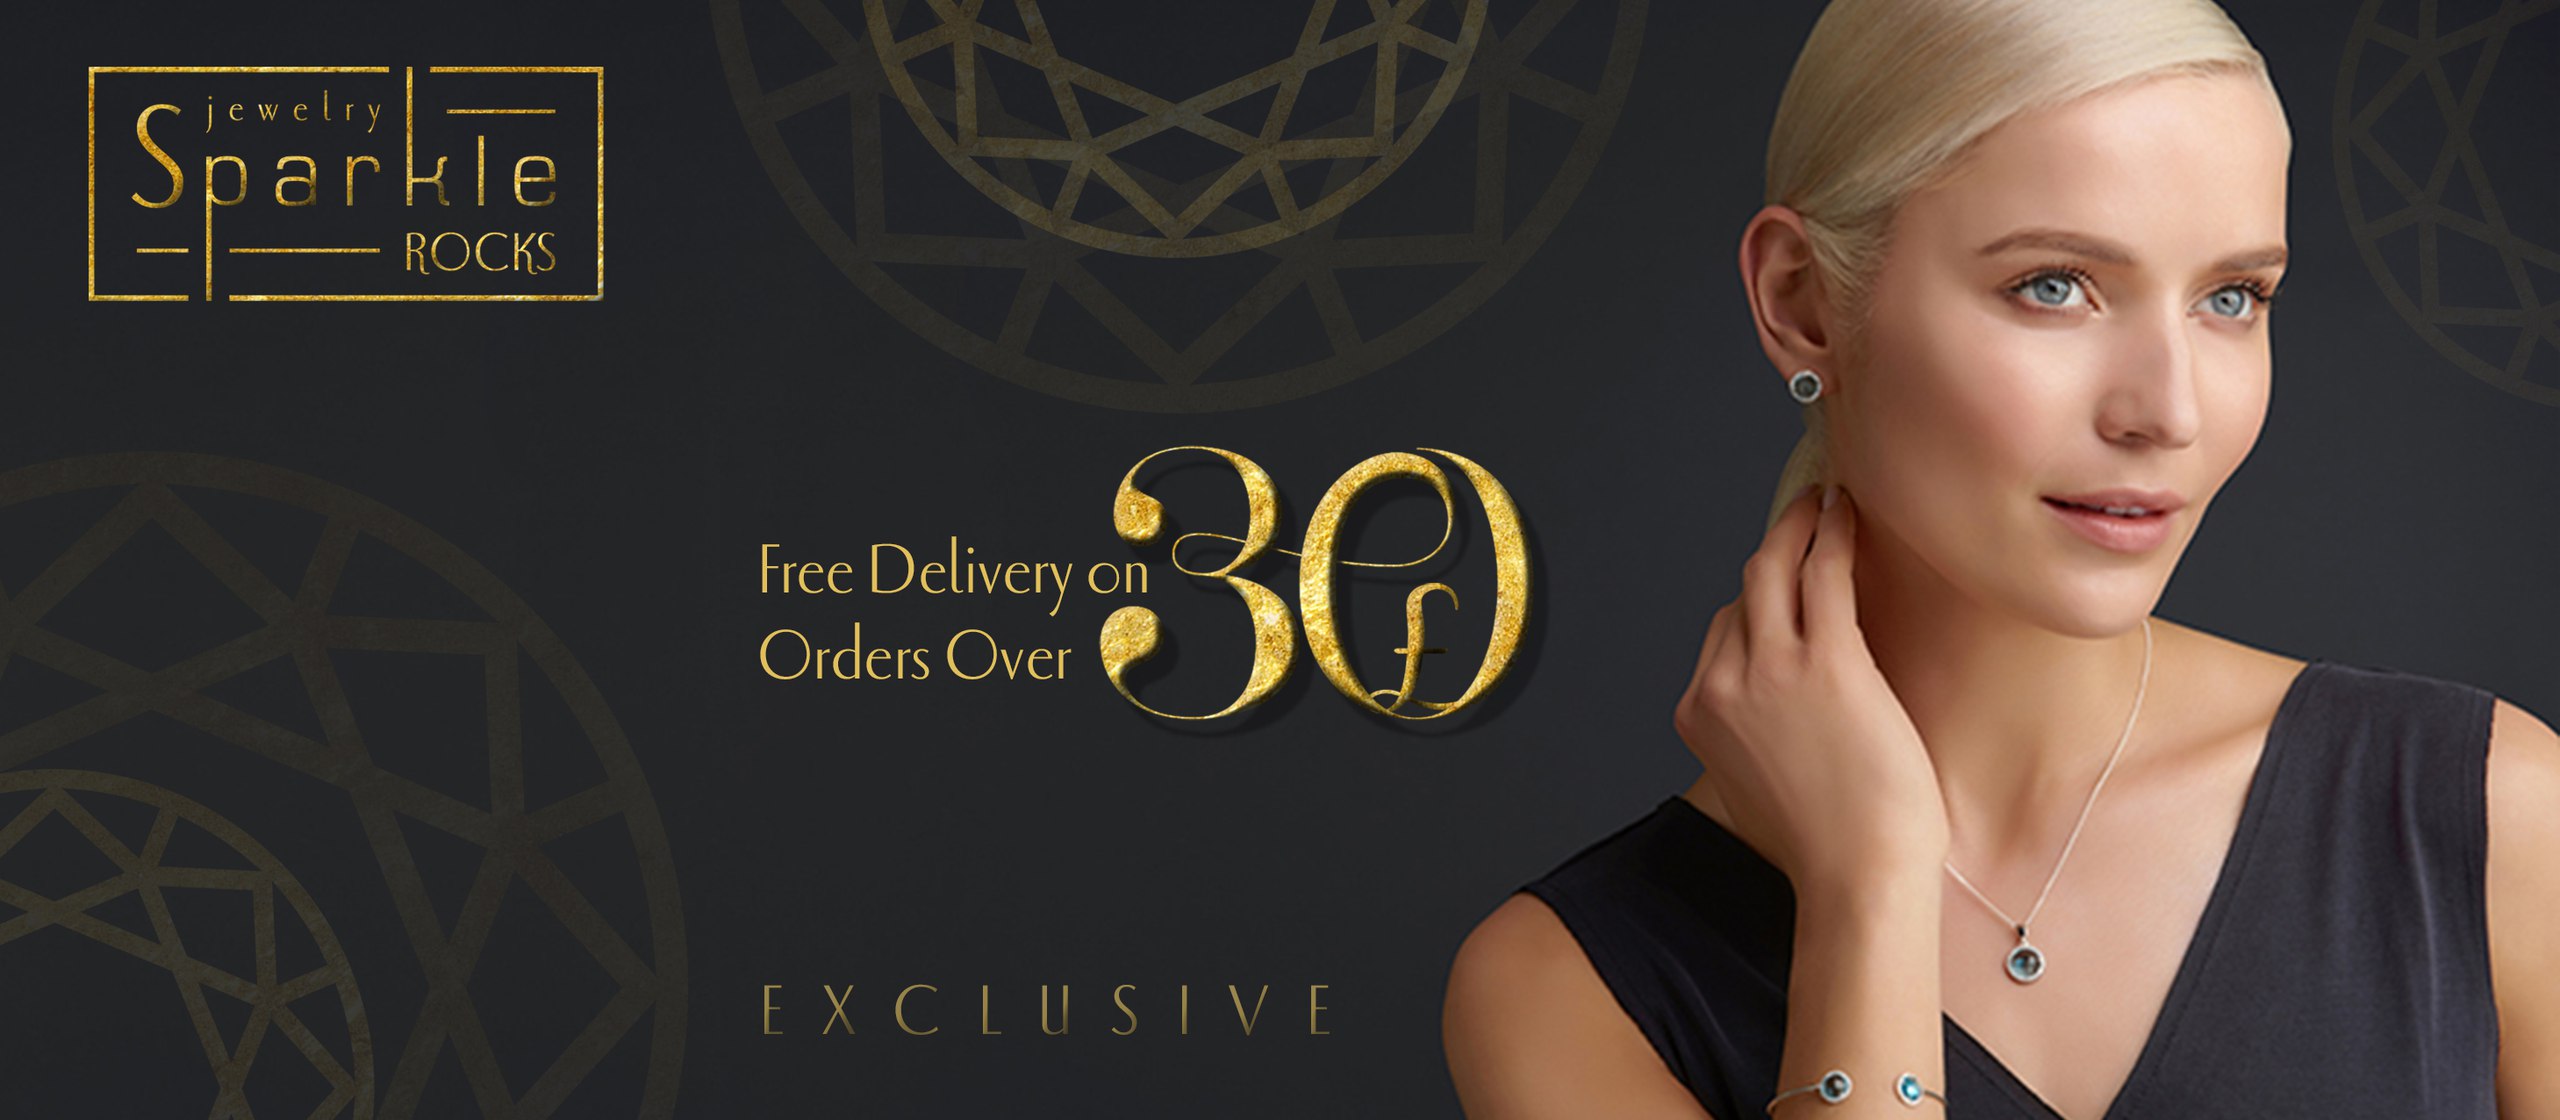 jewelry
Sparkle
ROCKS
Free Delivery on
Orders Over 30£
EXCLUSIVE